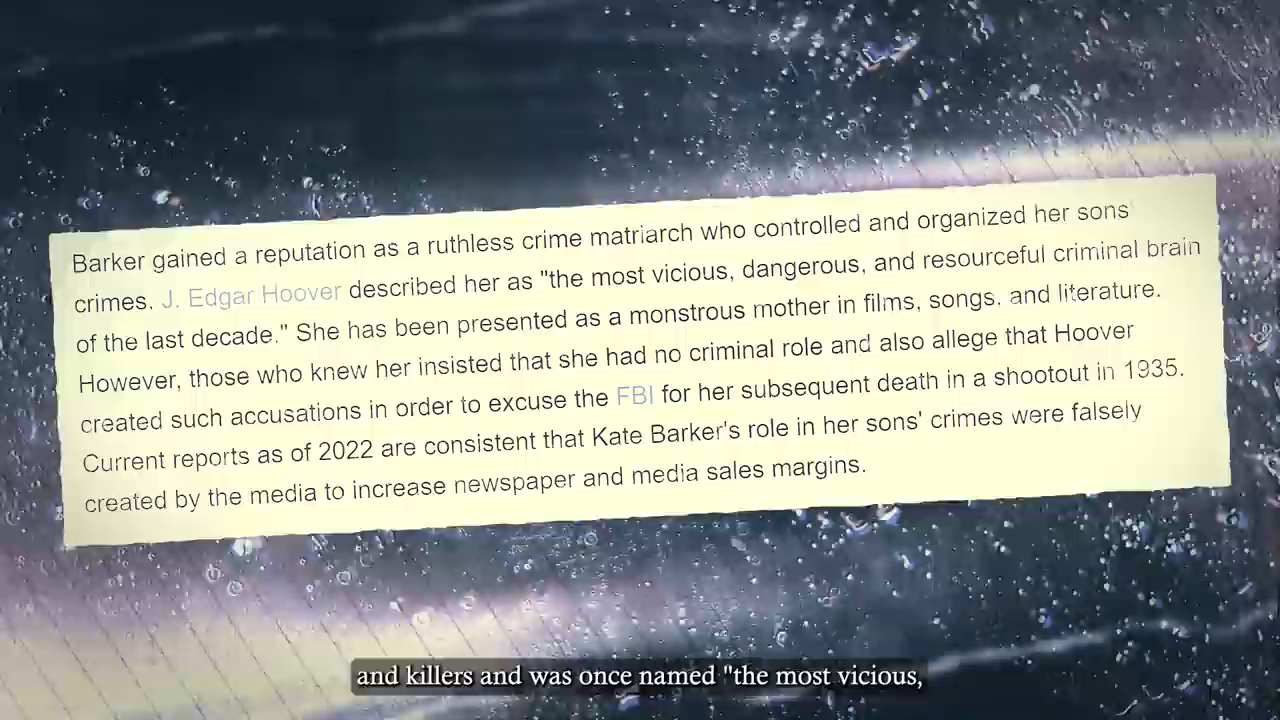 Barker gained a reputation as a ruthless crime matriarch who controlled and organized her sons'
crimes. J. Edgar Hoover described her as "the most vicious, dangerous, and resourceful criminal brain
of the last decade." She has been presented as a monstrous mother in films, songs, and literature.
However, those who knew her insisted that she had no criminal role and also allege that Hoover
created such accusations in order to excuse the FBI for her subsequent death in a shootout in 1935.
Current reports as of 2022 are consistent that Kate Barker's role in her sons' crimes were falsely
created by the media to increase newspaper and media sales margins.
and killers and was once named "the most vicious,